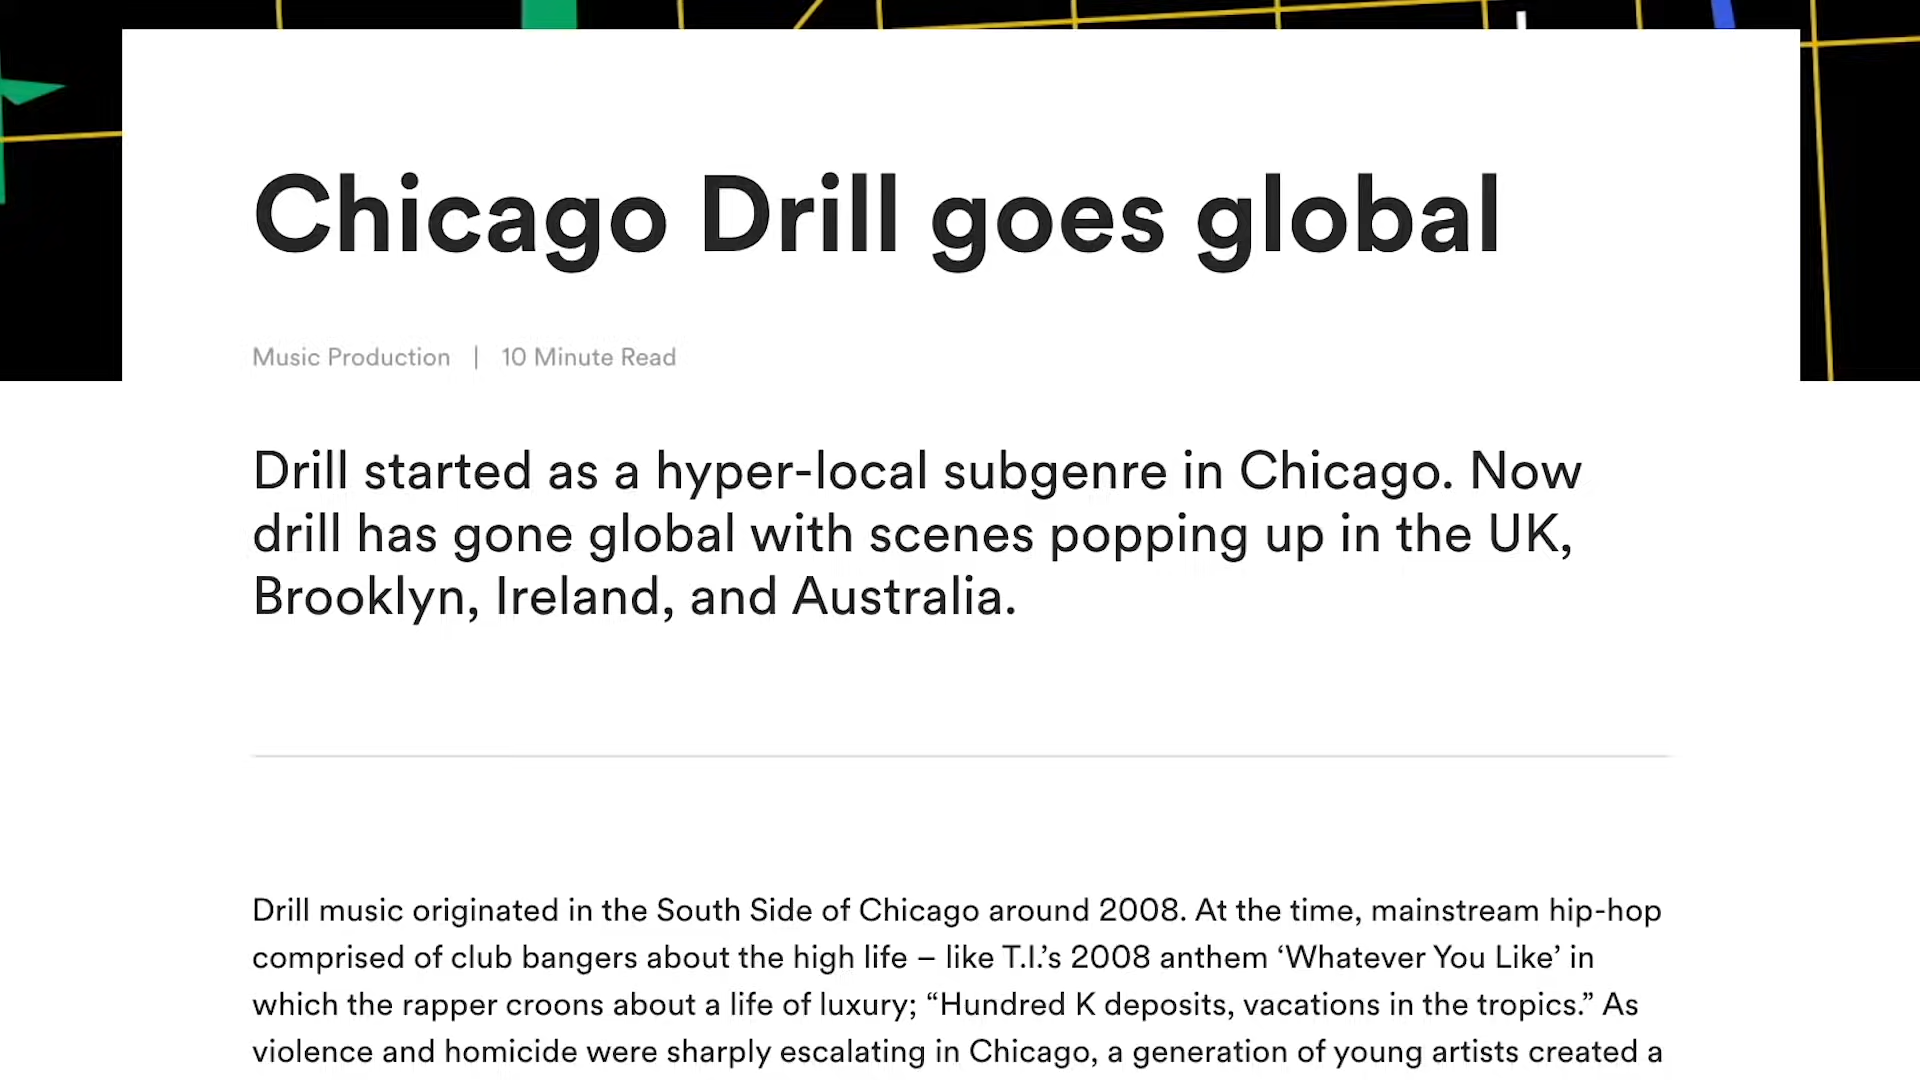 Chicago Drill goes global
Music Production | 10 Minute Read
Drill started as a hyper-local subgenre in Chicago. Now
drill has gone global with scenes popping up in the UK,
Brooklyn, Ireland, and Australia.
Drill music originated in the South Side of Chicago around 2008. At the time, mainstream hip-hop
comprised of club bangers about the high life – like T.I.’s 2008 anthem ‘Whatever You Like’ in
which the rapper croons about a life of luxury; “Hundred K deposits, vacations in the tropics.” As
violence and homicide were sharply escalating in Chicago, a generation of young artists created a